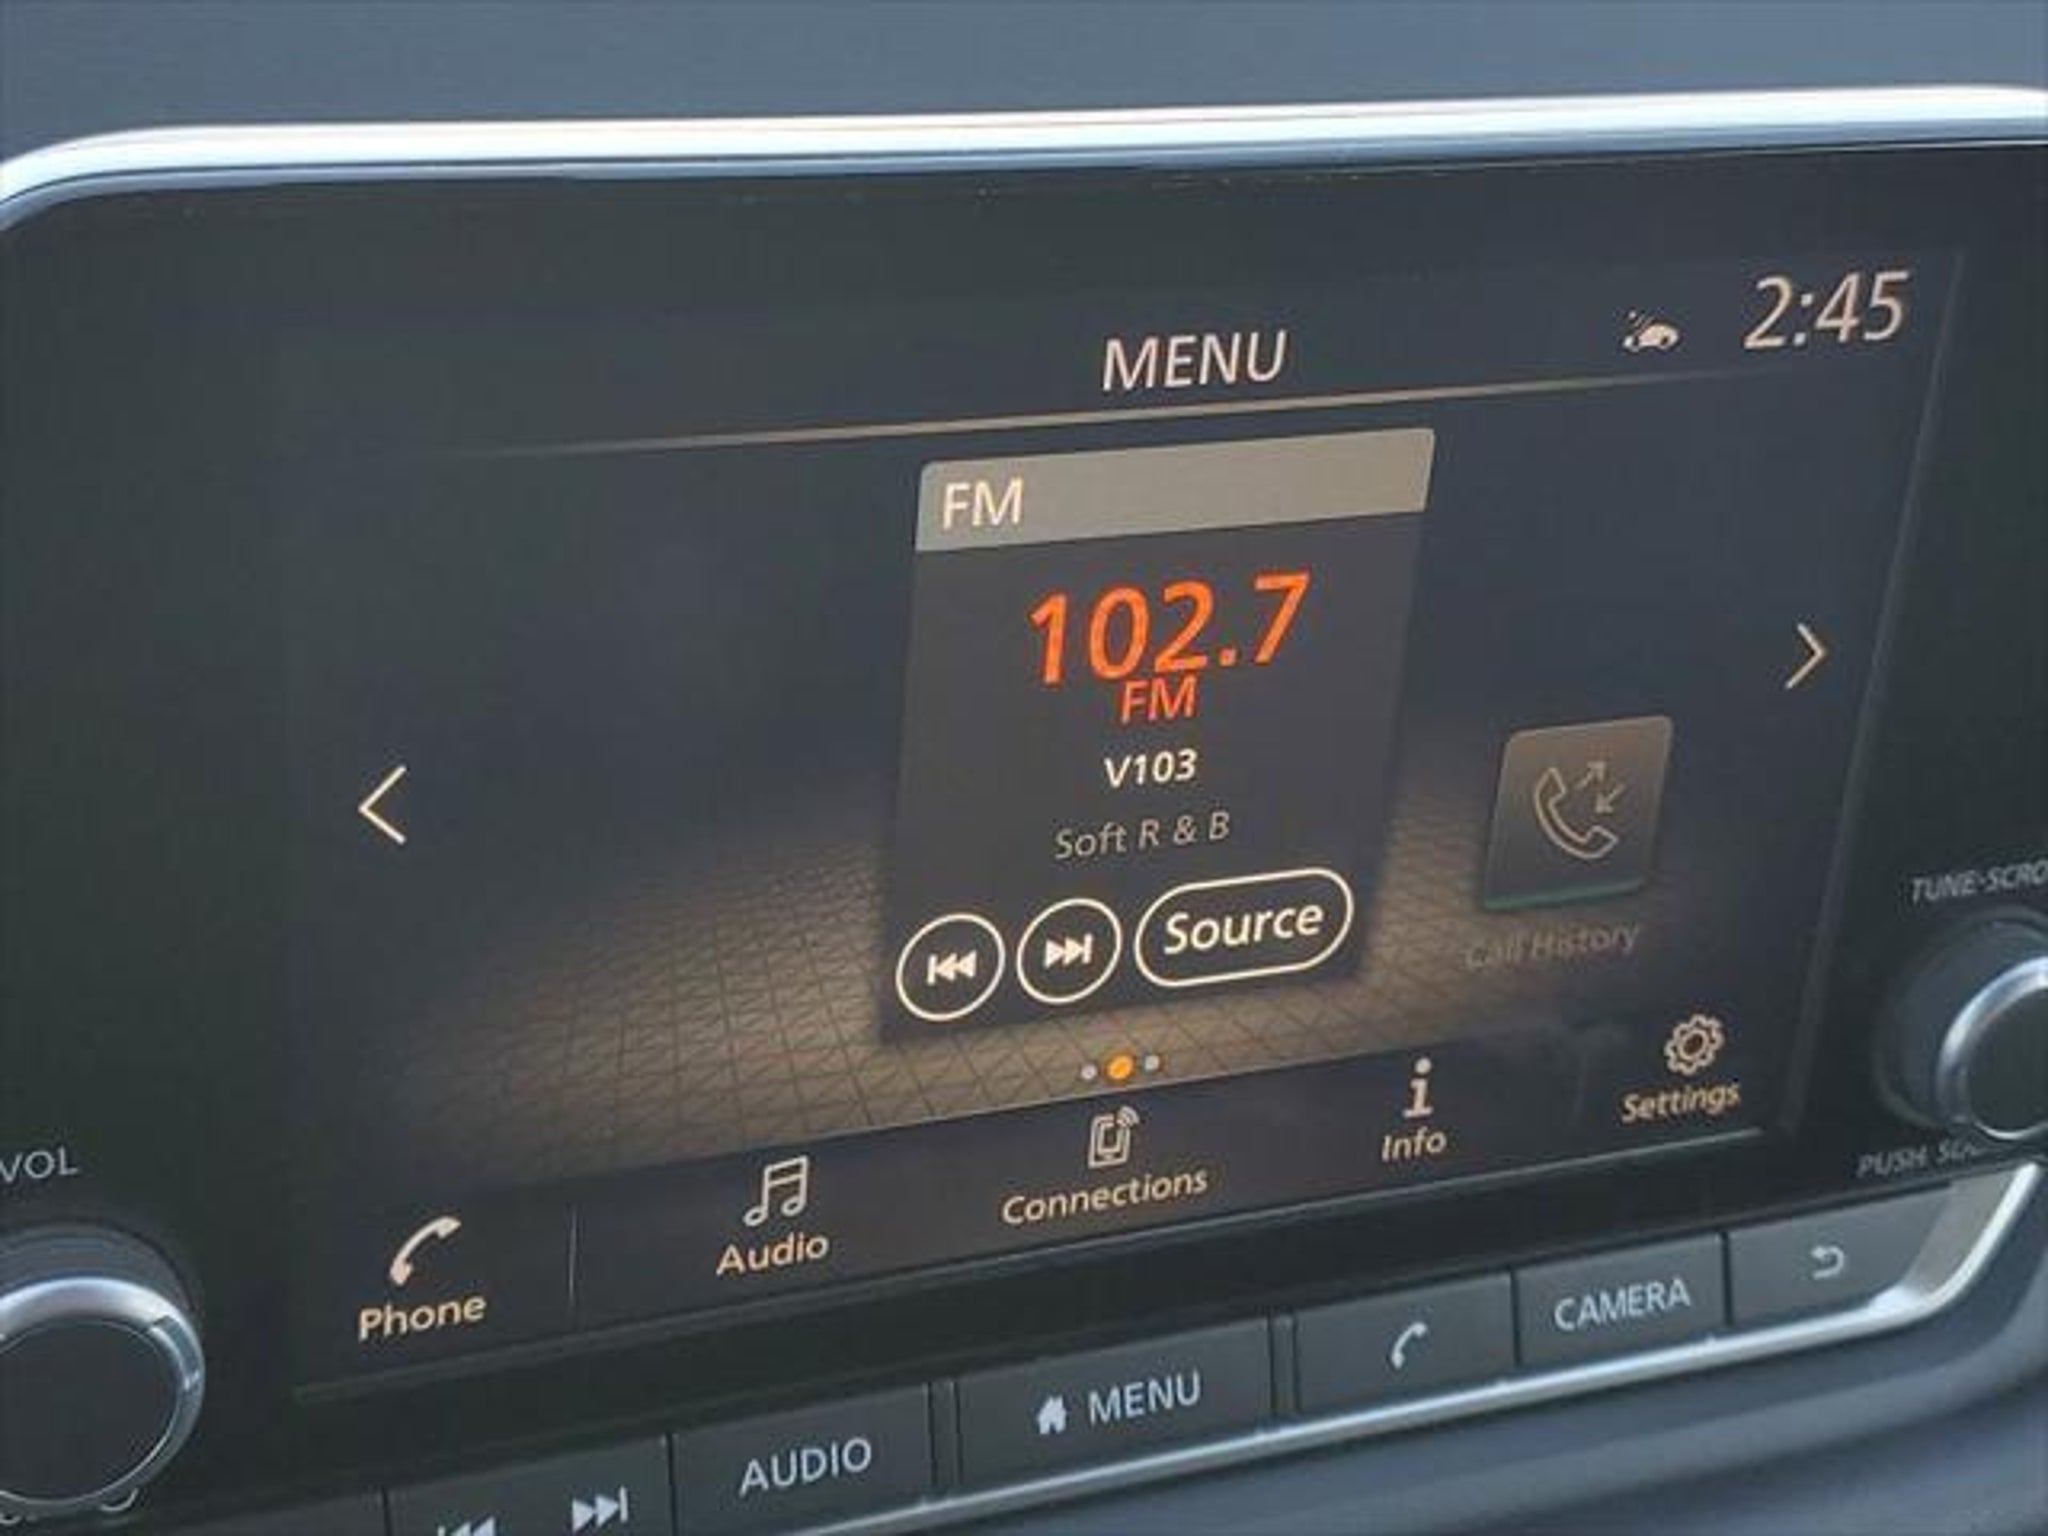 2:45
MENU
FM
102.7
FM
V103
Soft R & B
Source
Call History
Settings
Info
Connections
Audio
Phone
VOL
TUNE-SCRO
PUSH
CAMERA
MENU
AUDIO